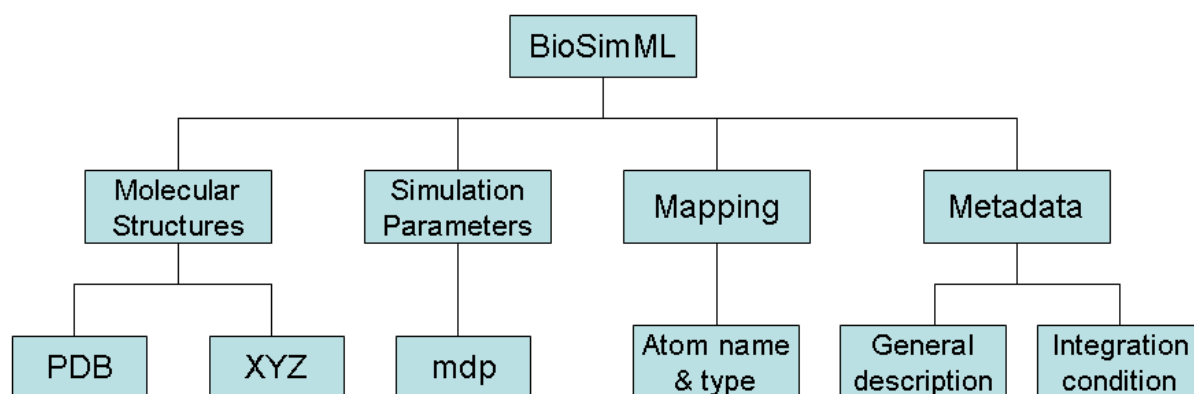 BioSimML
Molecular
Structures
Simulation
Parameters
Mapping
Metadata
PDB
XYZ
mdp
Atom name
& type
General
description
Integration
condition